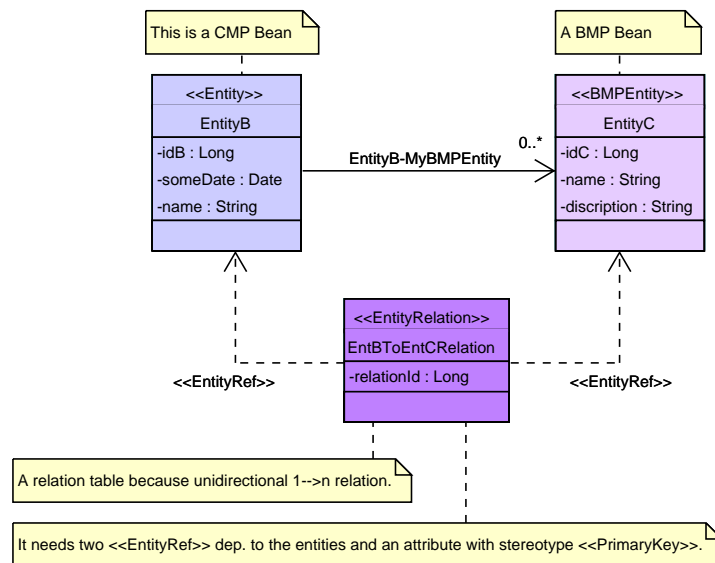 This is a CMP Bean
A BMP Bean
<<Entity>>
EntityB
-idB : Long
-someDate : Date
-name : String
EntityB-MyBMPEntity
0..*
<<BMPEntity>>
EntityC
-idC : Long
-name : String
-discription : String
<<EntityRelation>>
EntBToEntCRelation
-relationId : Long
<<EntityRef>>
<<EntityRef>>
A relation table because unidirectional 1-->n relation.
It needs two <<EntityRef>> dep. to the entities and an attribute with stereotype <<PrimaryKey>>.